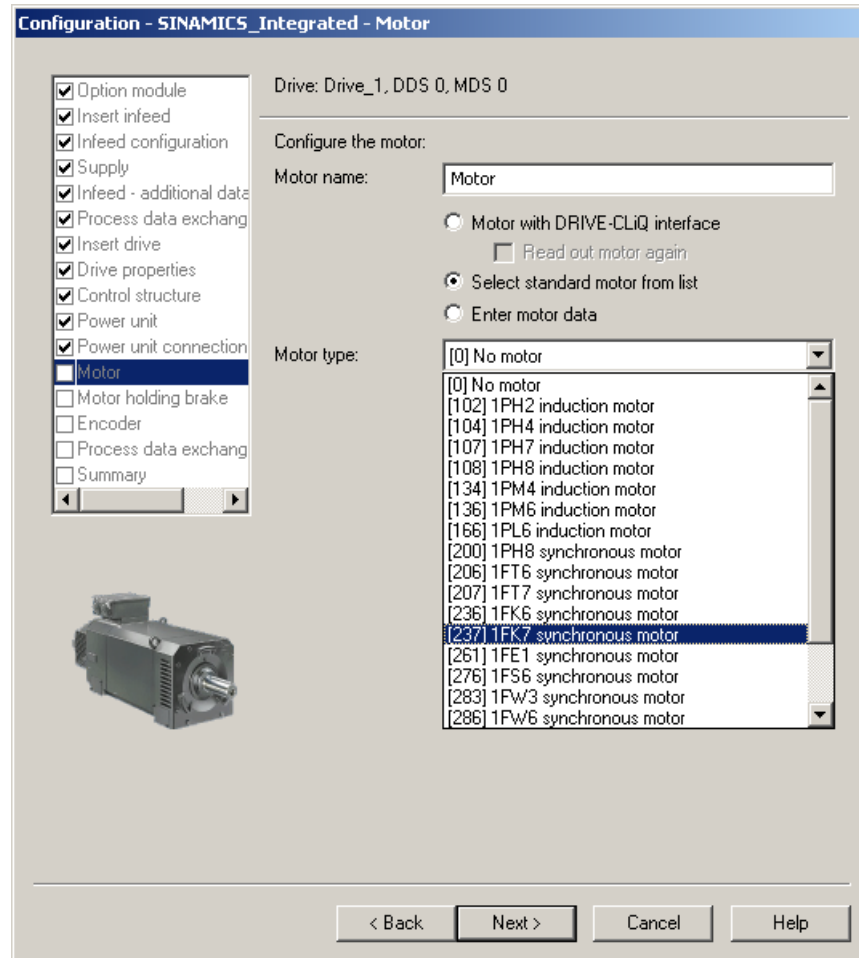 Configuration - SINAMICS_Integrated - Motor
Option module
Insert infeed
Infeed configuration
Supply
Infeed - additional data
Process data exchang
Insert drive
Drive properties
Control structure
Power unit
Power unit connection
Motor
Motor holding brake
Encoder
Process data exchang
Summary
Drive: Drive_1, DDS 0, MDS 0
Configure the motor:
Motor name: Motor
Motor with DRIVE-CLiQ interface
Read out motor again
Select standard motor from list
Enter motor data
Motor type: [0] No motor
[0] No motor
[102] 1PH2 induction motor
[104] 1PH4 induction motor
[107] 1PH7 induction motor
[108] 1PH8 induction motor
[134] 1PM4 induction motor
[136] 1PM6 induction motor
[166] 1PL6 induction motor
[200] 1PH8 synchronous motor
[206] 1FT6 synchronous motor
[207] 1FT7 synchronous motor
[236] 1FK6 synchronous motor
[237] 1FK7 synchronous motor
[261] 1FE1 synchronous motor
[276] 1FS6 synchronous motor
[283] 1FW3 synchronous motor
[286] 1FW6 synchronous motor
< Back Next > Cancel Help